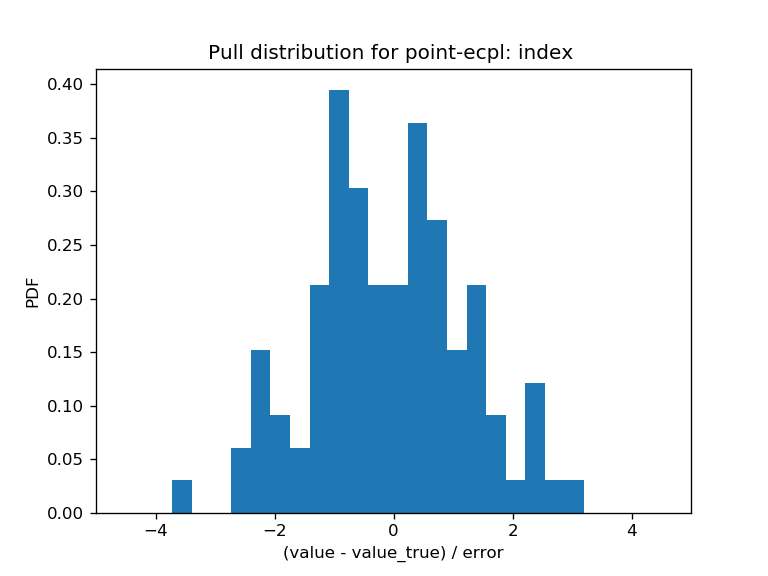 Pull distribution for point-ecpl: index
0.40
0.35
0.30
0.25
0.20
0.15
0.10
0.05
0.00
PDF
−4 −2 0 2 4
(value - value_true) / error